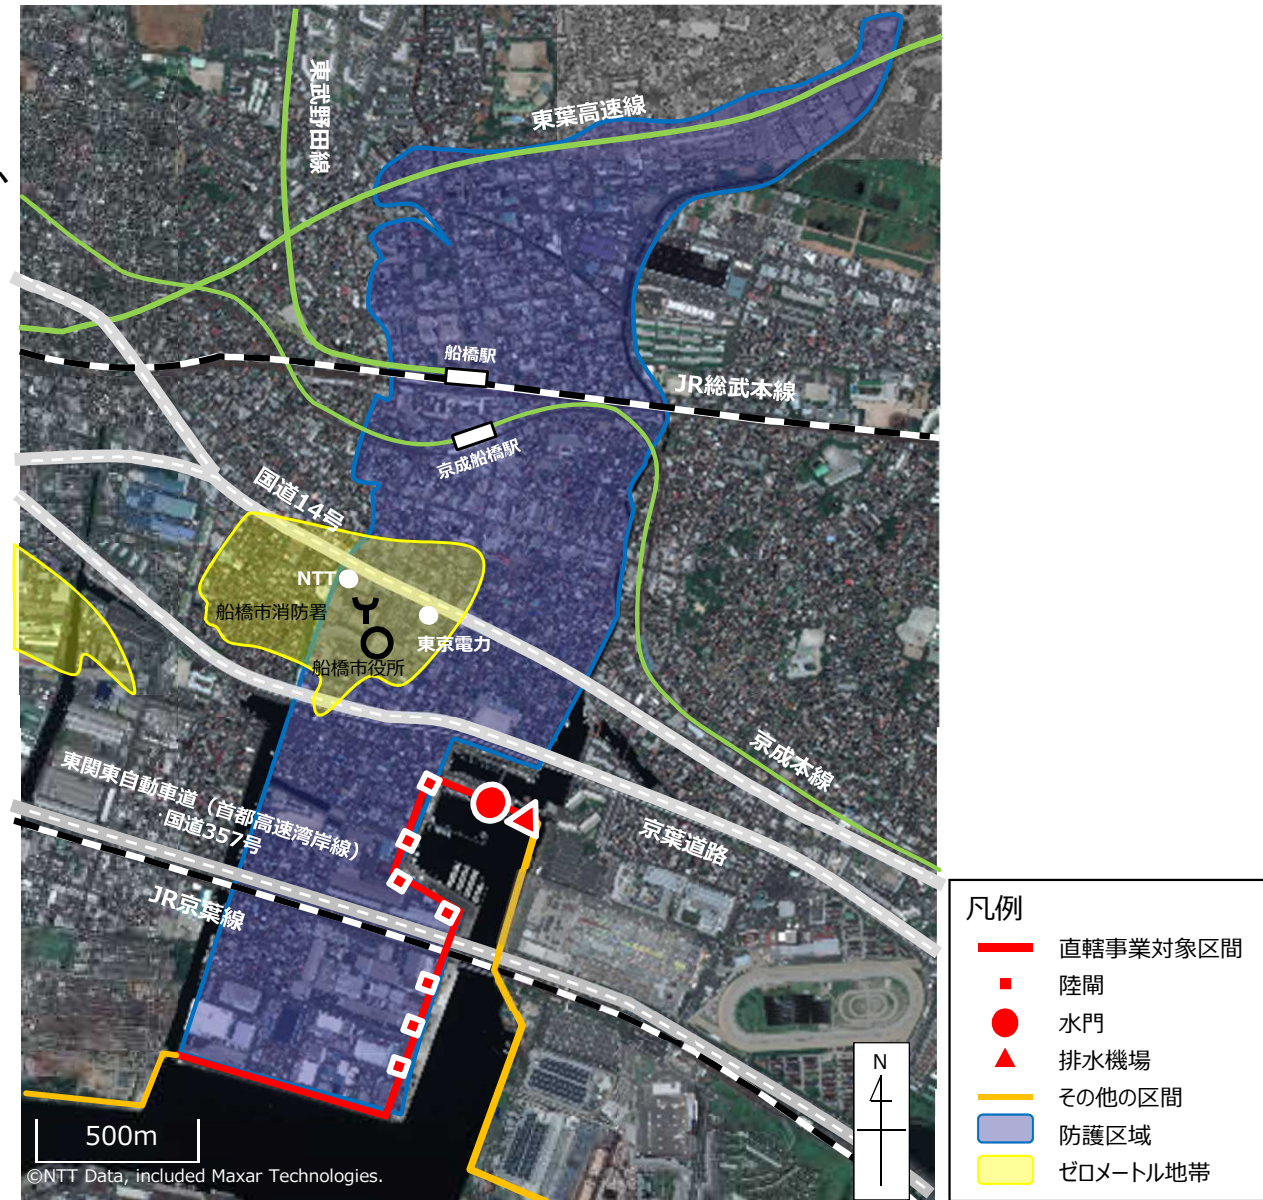 東武野田線
東葉高速線
、
船橋駅
JR総武本線
京成船橋駅
国道14号
NTT
船橋市消防署
東京電力
船橋市役所
京成本線
東関東自動車道（首都高速湾岸線）
・国道357号
京葉道路
JR京葉線
凡例
直轄事業対象区間
陸閘
水門
排水機場
その他の区間
防護区域
ゼロメートル地帯
N
500m
©NTT Data, included Maxar Technologies.